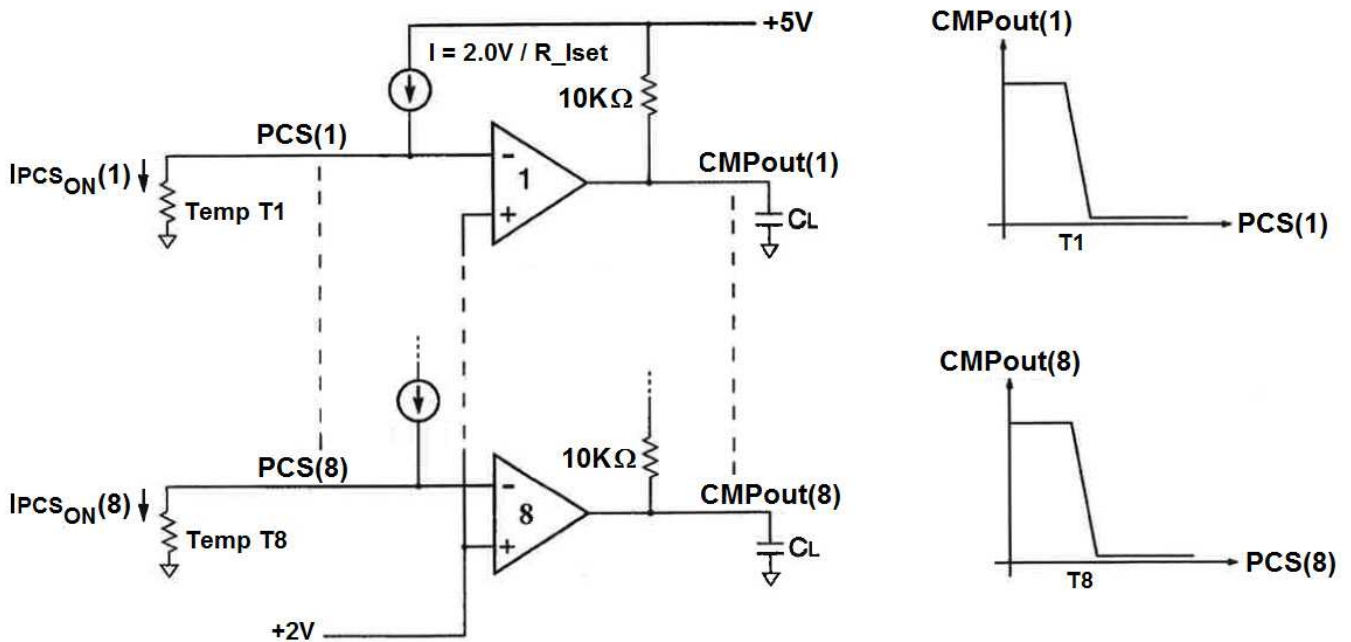 CMPout(1)
+5V
I = 2.0V / R_Iset
10KΩ
PCS(1)
IPCSON(1)
-
1
+
CMPout(1)
Temp T1
CL
T1
PCS(1)
CMPout(8)
10KΩ
PCS(8)
IPCSON(8)
-
8
+
CMPout(8)
Temp T8
CL
T8
PCS(8)
+2V